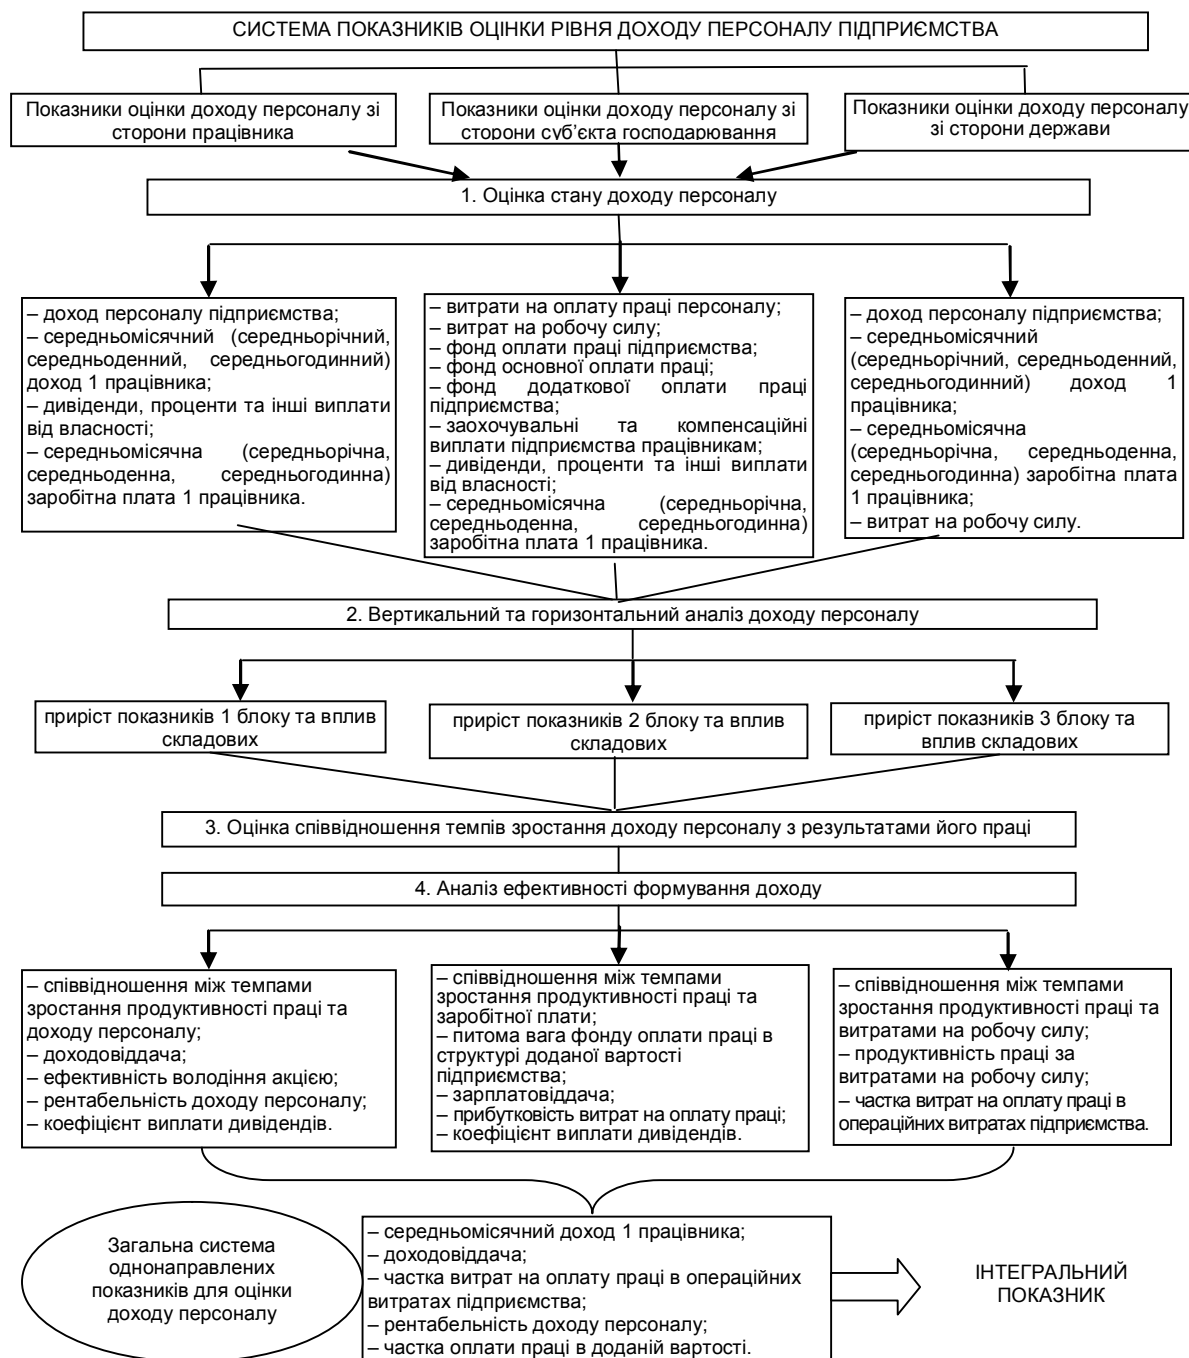 СИСТЕМА ПОКАЗНИКІВ ОЦІНКИ РІВНЯ ДОХОДУ ПЕРСОНАЛУ ПІДПРИЄМСТВА
Показники оцінки доходу персоналу зі
сторони працівника
Показники оцінки доходу персоналу зі
сторони суб’єкта господарювання
Показники оцінки доходу персоналу
зі сторони держави
1. Оцінка стану доходу персоналу
– доход персоналу підприємства;
– середньомісячний (середньорічний,
середньоденний, середньогодинний)
доход 1 працівника;
– дивіденди, проценти та інші виплати
від власності;
– середньомісячна (середньорічна,
середньоденна, середньогодинна)
заробітна плата 1 працівника.
– витрати на оплату праці персоналу;
– витрат на робочу силу;
– фонд оплати праці підприємства;
– фонд основної оплати праці;
– фонд додаткової оплати праці
підприємства;
– заохочувальні та компенсаційні
виплати підприємства працівникам;
– дивіденди, проценти та інші виплати
від власності;
– середньомісячна (середньорічна,
середньоденна, середньогодинна)
заробітна плата 1 працівника.
– доход персоналу підприємства;
– середньомісячний
(середньорічний, середньоденний,
середньогодинний) доход 1
працівника;
– середньомісячна
(середньорічна, середньоденна,
середньогодинна) заробітна плата
1 працівника;
– витрат на робочу силу.
2. Вертикальний та горизонтальний аналіз доходу персоналу
приріст показників 1 блоку та вплив
складових
приріст показників 2 блоку та вплив
складових
приріст показників 3 блоку та
вплив складових
3. Оцінка співвідношення темпів зростання доходу персоналу з результатами його праці
4. Аналіз ефективності формування доходу
– співвідношення між темпами
зростання продуктивності праці та
доходу персоналу;
– доходовіддача;
– ефективність володіння акцією;
– рентабельність доходу персоналу;
– коефіцієнт виплати дивідендів.
– співвідношення між темпами
зростання продуктивності праці та
заробітної плати;
– питома вага фонду оплати праці в
структурі доданої вартості
підприємства;
– зарплатовіддача;
– прибутковість витрат на оплату праці;
– коефіцієнт виплати дивідендів.
– співвідношення між темпами
зростання продуктивності праці та
витратами на робочу силу;
– продуктивність праці за
витратами на робочу силу;
– частка витрат на оплату праці в
операційних витратах підприємства.
Загальна система
однонаправлених
показників для оцінки
доходу персоналу
– середньомісячний доход 1 працівника;
– доходовіддача;
– частка витрат на оплату праці в операційних
витратах підприємства;
– рентабельність доходу персоналу;
– частка оплати праці в доданій вартості.
ІНТЕГРАЛЬНИЙ
ПОКАЗНИК